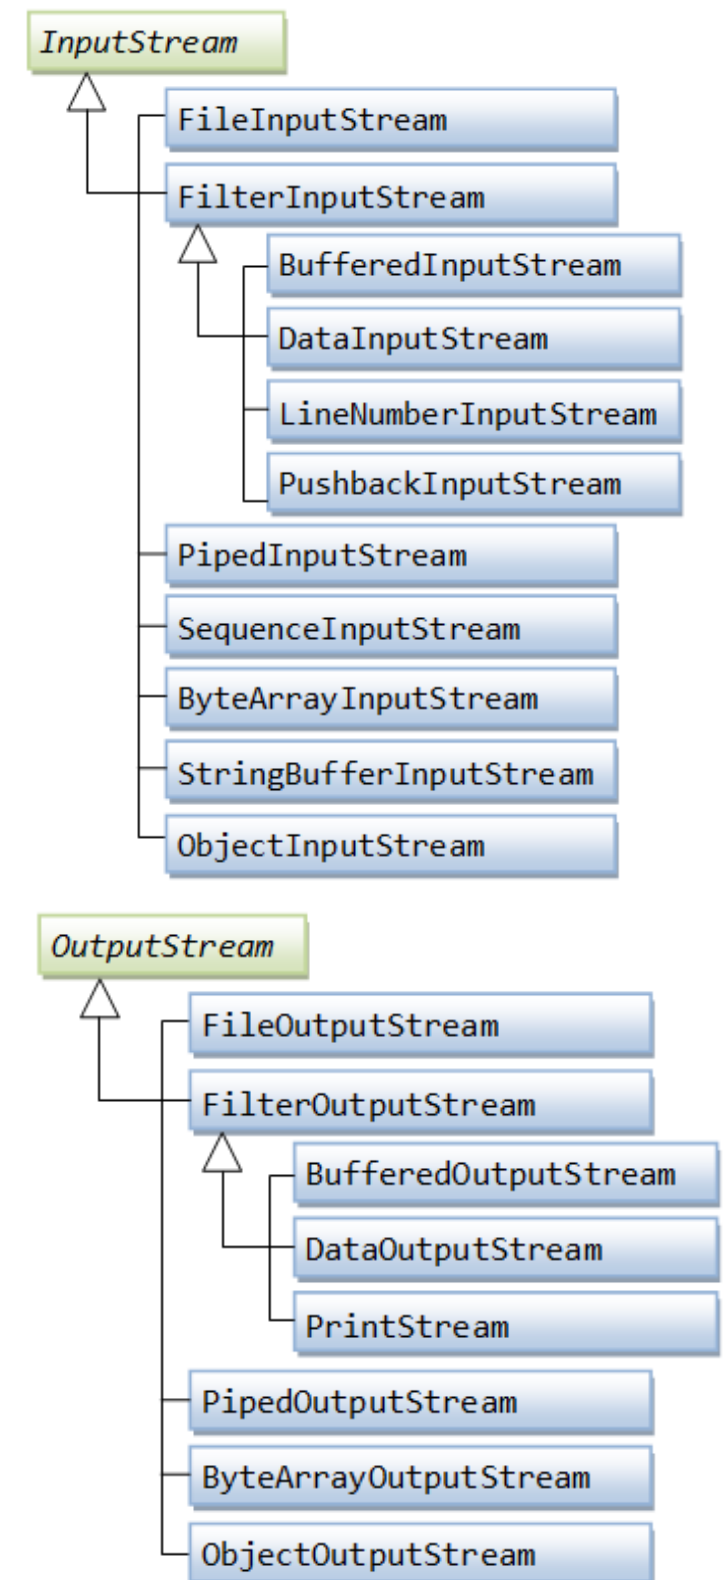 InputStream
FileInputStream
FilterInputStream
BufferedInputStream
DataInputStream
LineNumberInputStream
PushbackInputStream
PipedInputStream
SequenceInputStream
ByteArrayInputStream
StringBufferInputStream
ObjectInputStream
OutputStream
FileOutputStream
FilterOutputStream
BufferedOutputStream
DataOutputStream
PrintStream
PipedOutputStream
ByteArrayOutputStream
ObjectOutputStream